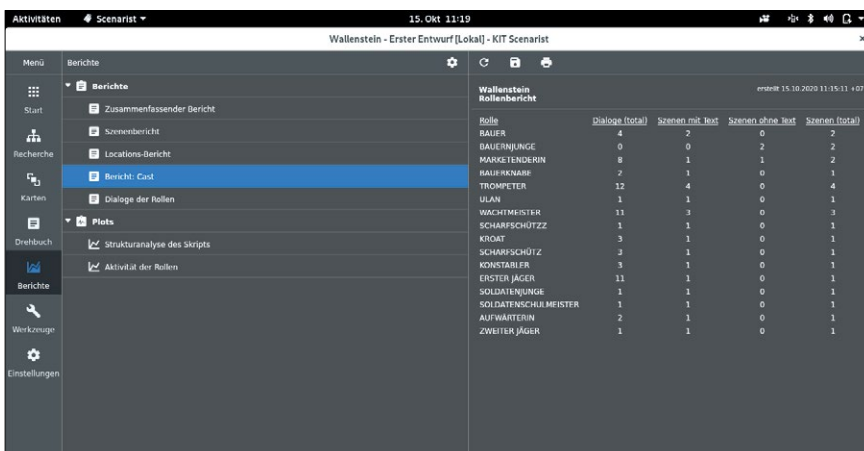 Aktivitäten Scenarist 15. Okt 11:19
Wallenstein - Erster Entwurf [Lokal] - KIT Scenarist
Menü
Start
Recherche
Karten
Drehbuch
Berichte
Werkzeuge
Einstellungen
Berichte
Berichte
Zusammenfassender Bericht
Szenenbericht
Locations-Bericht
Bericht: Cast
Dialoge der Rollen
Plots
Strukturanalyse des Skripts
Aktivität der Rollen
Wallenstein erstellt 15.10.2020 11:15:11 +07
Rollenbericht
Rolle Dialoge (total) Szenen mit Text Szenen ohne Text Szenen (total)
BAUER 4 2 0 2
BAUERNJUNGE 0 0 2 2
MARKETENDERIN 8 1 1 2
BAUERKNABE 2 1 0 1
TROMPETER 12 4 0 4
ULAN 1 1 0 1
WACHTMEISTER 11 3 0 3
SCHARFSCHÜTZZ 1 1 0 1
KROAT 3 1 0 1
SCHARFSCHÜTZ 3 1 0 1
KONSTABLER 3 1 0 1
ERSTER JÄGER 11 1 0 1
SOLDATENJUNGE 1 1 0 1
SOLDATENSCHULMEISTER 1 1 0 1
AUFWÄRTERIN 2 1 0 1
ZWEITER JÄGER 1 1 0 1